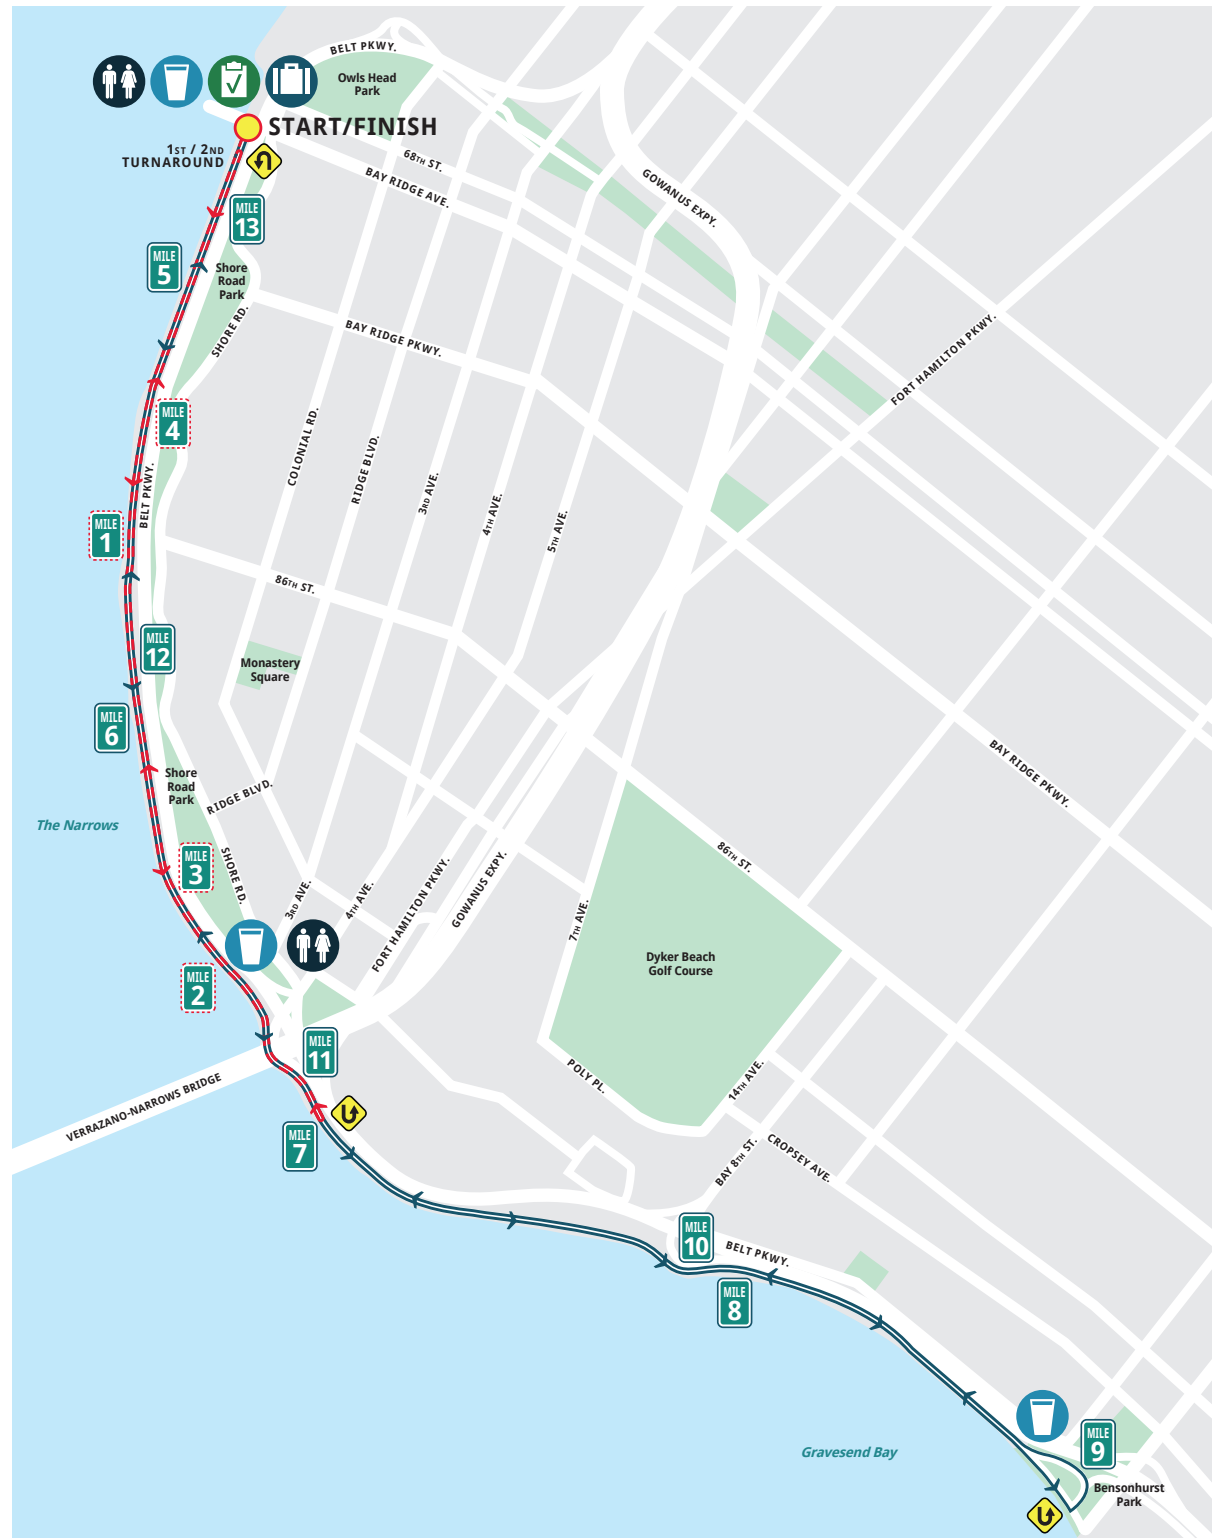 BELT PKWY.
Owls Head
Park
START/FINISH
1ST / 2ND
TURNAROUND
68TH ST.
BAY RIDGE AVE.
GOWANUS EXPY.
MILE
13
MILE
5
Shore
Road
Park
SHORE RD.
BAY RIDGE PKWY.
FORT HAMILTON PKWY.
MILE
4
COLONIAL RD.
RIDGE BLVD.
3RD AVE.
4TH AVE.
5TH AVE.
BELT PKWY.
MILE
1
86TH ST.
MILE
12
Monastery
Square
MILE
6
Shore
Road
Park
RIDGE BLVD.
BAY RIDGE PKWY.
The Narrows
MILE
3
SHORE RD.
3RD AVE.
4TH AVE.
FORT HAMILTON PKWY.
GOWANUS EXPY.
86TH ST.
7TH AVE.
Dyker Beach
Golf Course
MILE
2
MILE
11
POLY PL.
14TH AVE.
VERRAZANO-NARROWS BRIDGE
MILE
7
BAY 8TH ST.
CROPSEY AVE.
MILE
10
BELT PKWY.
MILE
8
Gravesend Bay
MILE
9
Bensonhurst
Park